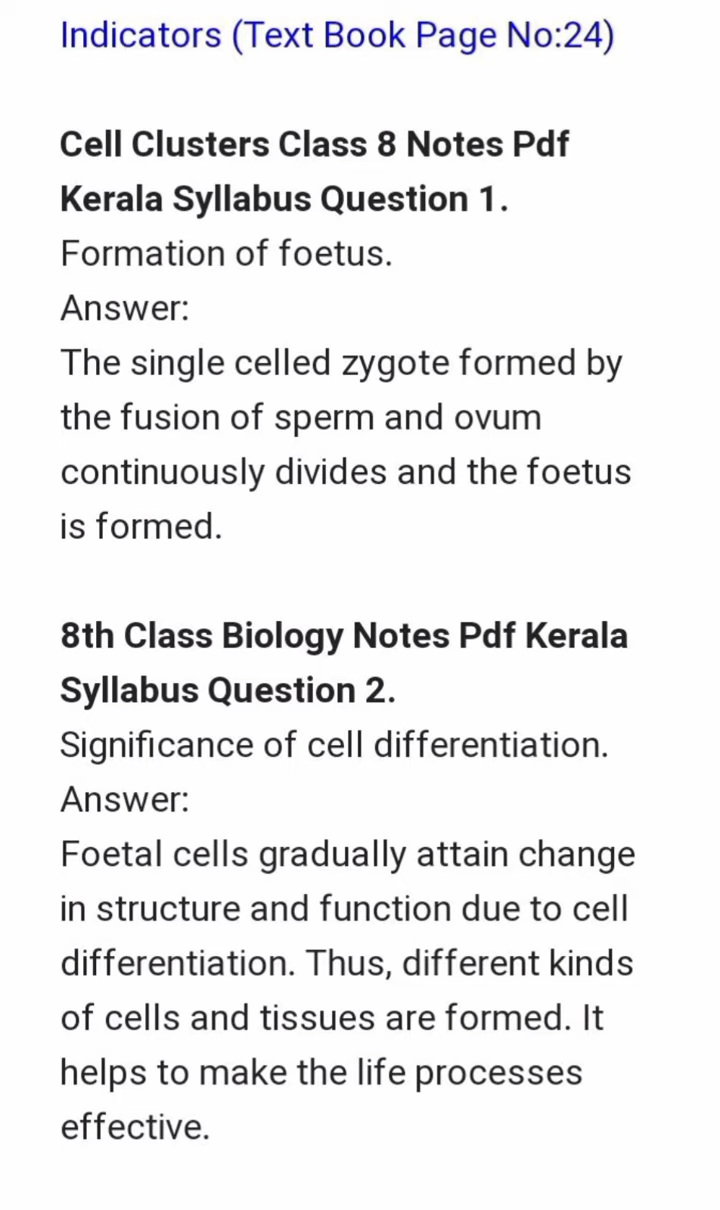 Indicators (Text Book Page No:24)
Cell Clusters Class 8 Notes Pdf
Kerala Syllabus Question 1.
Formation of foetus.
Answer:
The single celled zygote formed by
the fusion of sperm and ovum
continuously divides and the foetus
is formed.
8th Class Biology Notes Pdf Kerala
Syllabus Question 2.
Significance of cell differentiation.
Answer:
Foetal cells gradually attain change
in structure and function due to cell
differentiation. Thus, different kinds
of cells and tissues are formed. It
helps to make the life processes
effective.